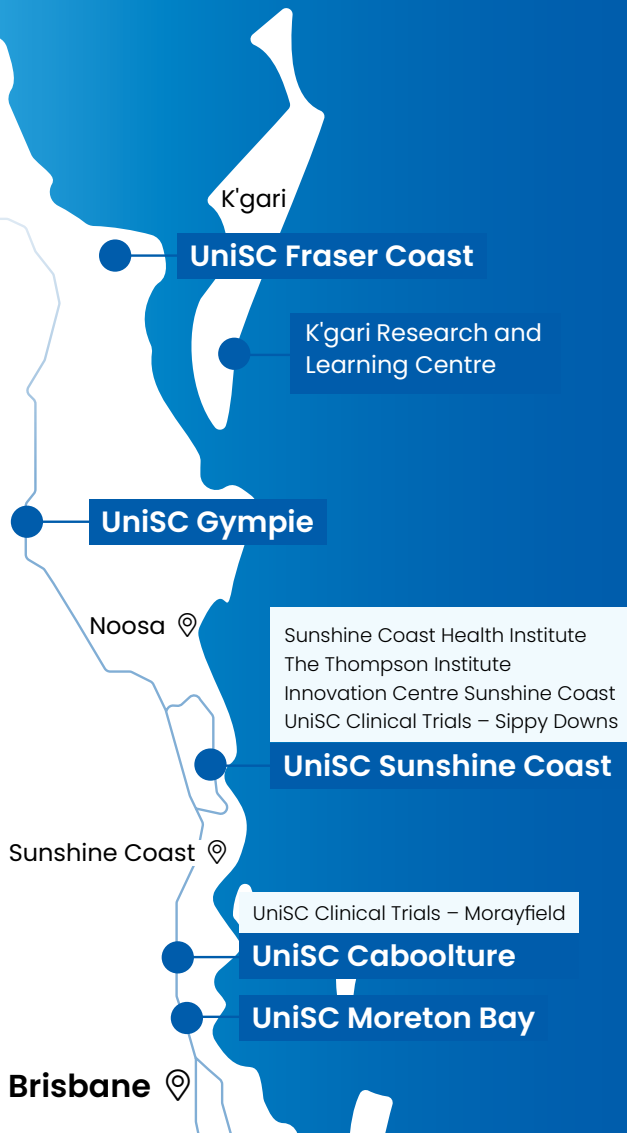 K'gari
UniSC Fraser Coast
K'gari Research and
Learning Centre
UniSC Gympie
Noosa
Sunshine Coast Health Institute
The Thompson Institute
Innovation Centre Sunshine Coast
UniSC Clinical Trials – Sippy Downs
UniSC Sunshine Coast
Sunshine Coast
UniSC Clinical Trials – Morayfield
UniSC Caboolture
UniSC Moreton Bay
Brisbane